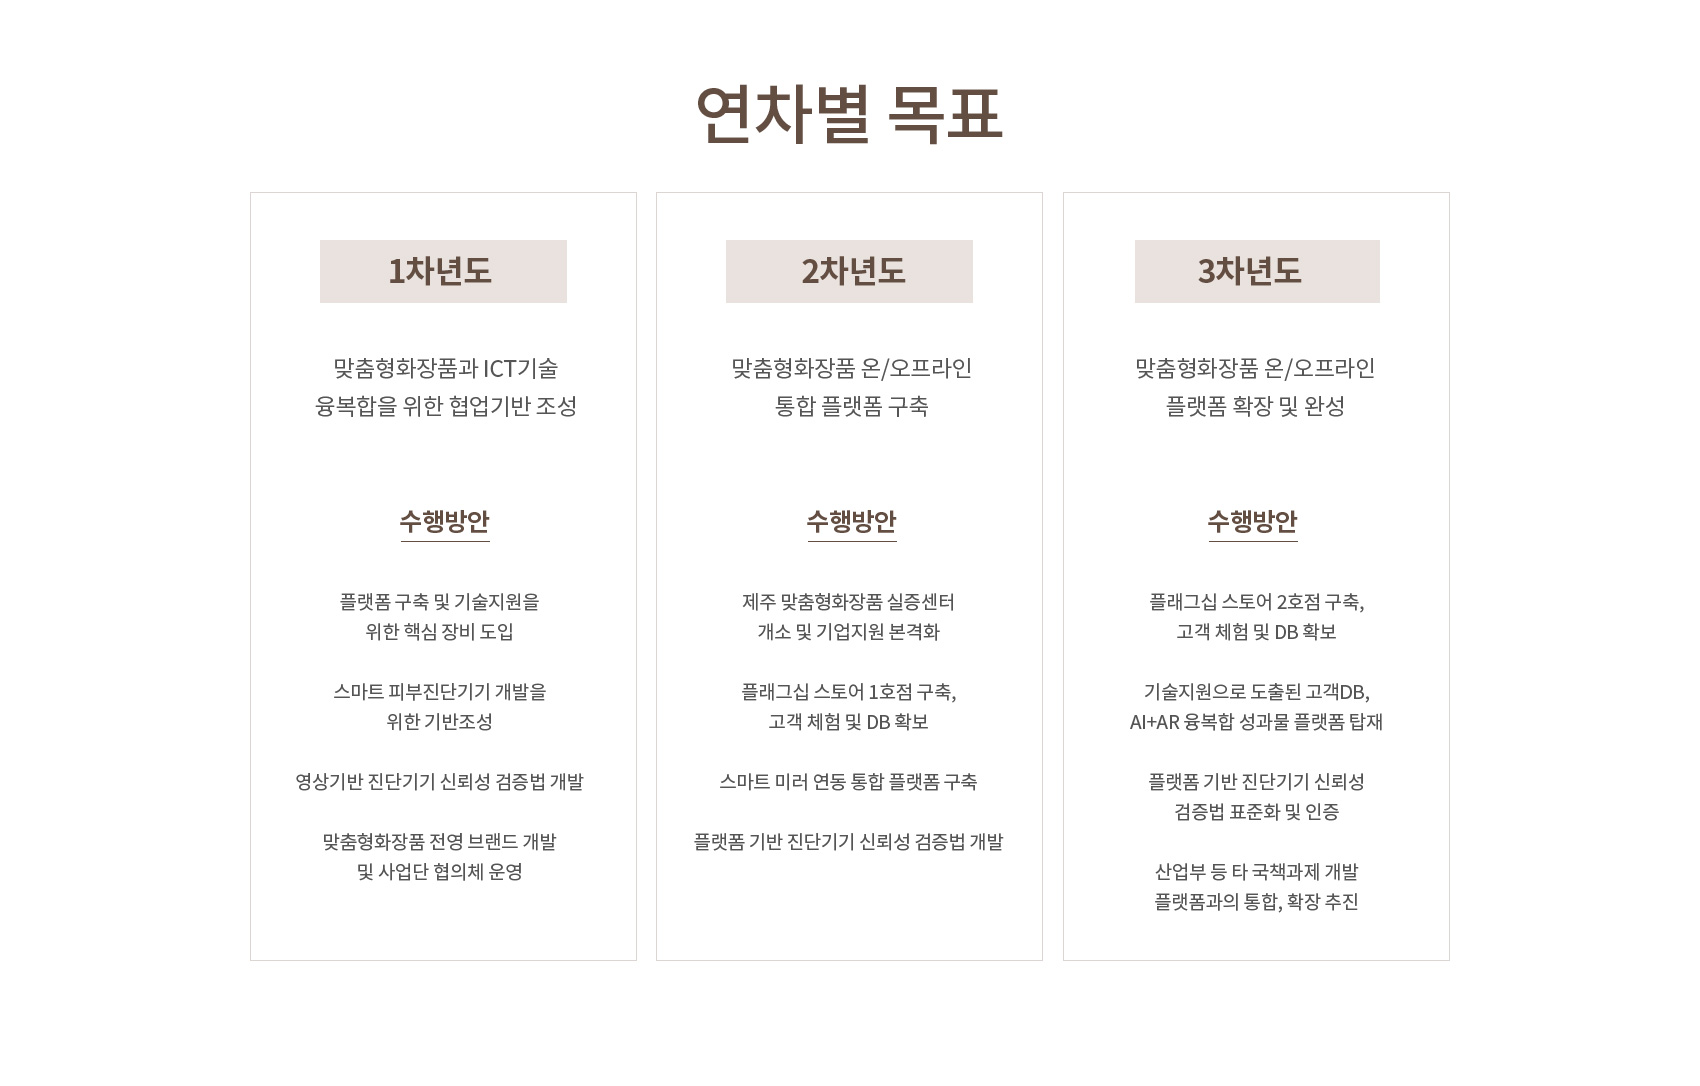 연차별 목표
1차년도
맞춤형화장품과 ICT기술
융복합을 위한 협업기반 조성
수행방안
플랫폼 구축 및 기술지원을
위한 핵심 장비 도입
스마트 피부진단기기 개발을
위한 기반조성
영상기반 진단기기 신뢰성 검증법 개발
맞춤형화장품 전영 브랜드 개발
및 사업단 협의체 운영
2차년도
맞춤형화장품 온/오프라인
통합 플랫폼 구축
수행방안
제주 맞춤형화장품 실증센터
개소 및 기업지원 본격화
플래그십 스토어 1호점 구축,
고객 체험 및 DB 확보
스마트 미러 연동 통합 플랫폼 구축
플랫폼 기반 진단기기 신뢰성 검증법 개발
3차년도
맞춤형화장품 온/오프라인
플랫폼 확장 및 완성
수행방안
플래그십 스토어 2호점 구축,
고객 체험 및 DB 확보
기술지원으로 도출된 고객DB,
AI+AR 융복합 성과물 플랫폼 탑재
플랫폼 기반 진단기기 신뢰성
검증법 표준화 및 인증
산업부 등 타 국책과제 개발
플랫폼과의 통합, 확장 추진